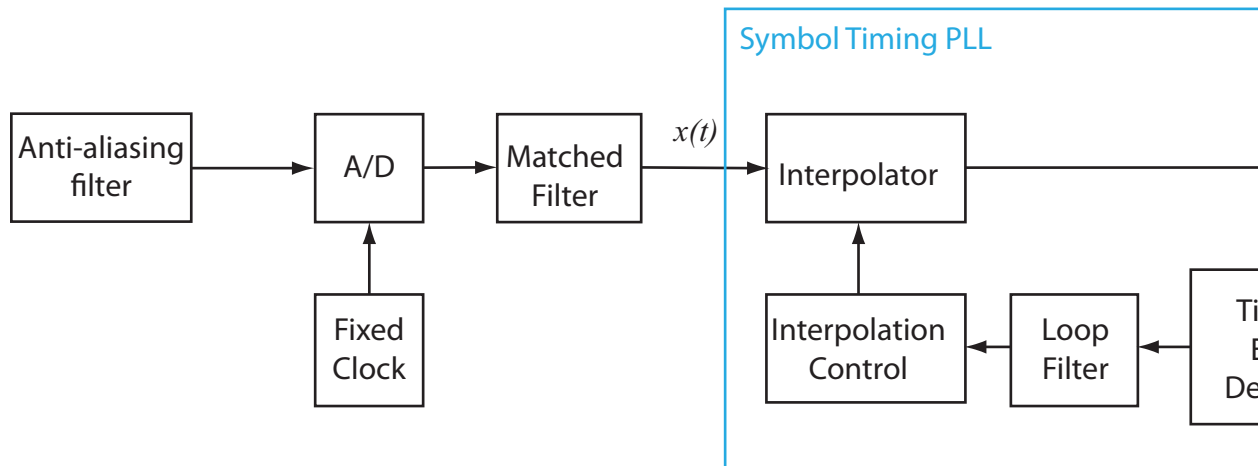 Symbol Timing PLL
Anti-aliasing
filter
A/D
Matched
Filter
x(t)
Interpolator
Fixed
Clock
Interpolation
Control
Loop
Filter